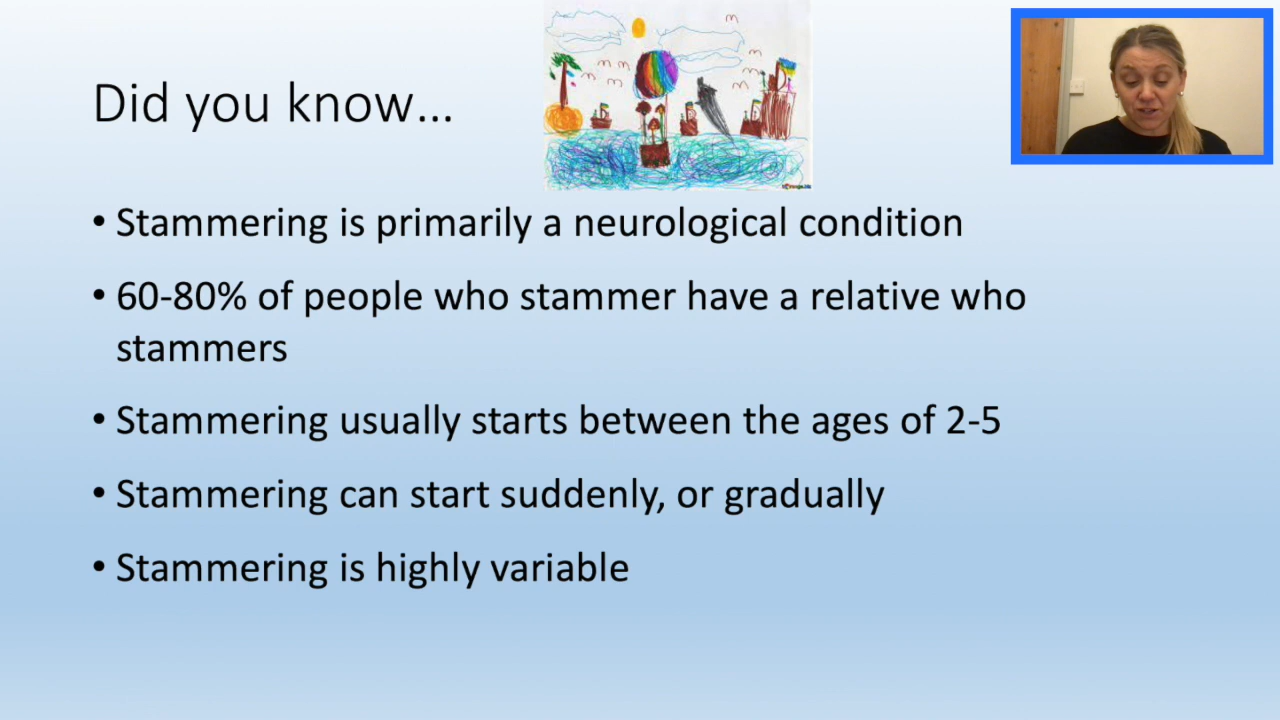 Did you know…
• Stammering is primarily a neurological condition
• 60-80% of people who stammer have a relative who
stammers
• Stammering usually starts between the ages of 2-5
• Stammering can start suddenly, or gradually
• Stammering is highly variable